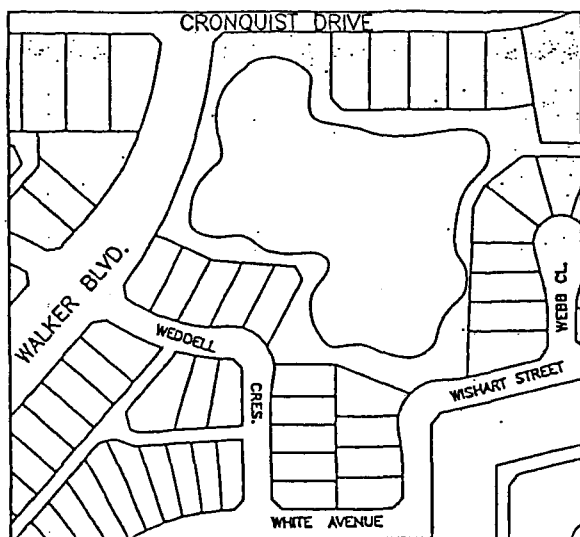 CRONQUIST DRIVE
WALKER BLVD.
WEDDELL
CRES.
WEBB CL.
WISHART STREET
WHITE AVENUE